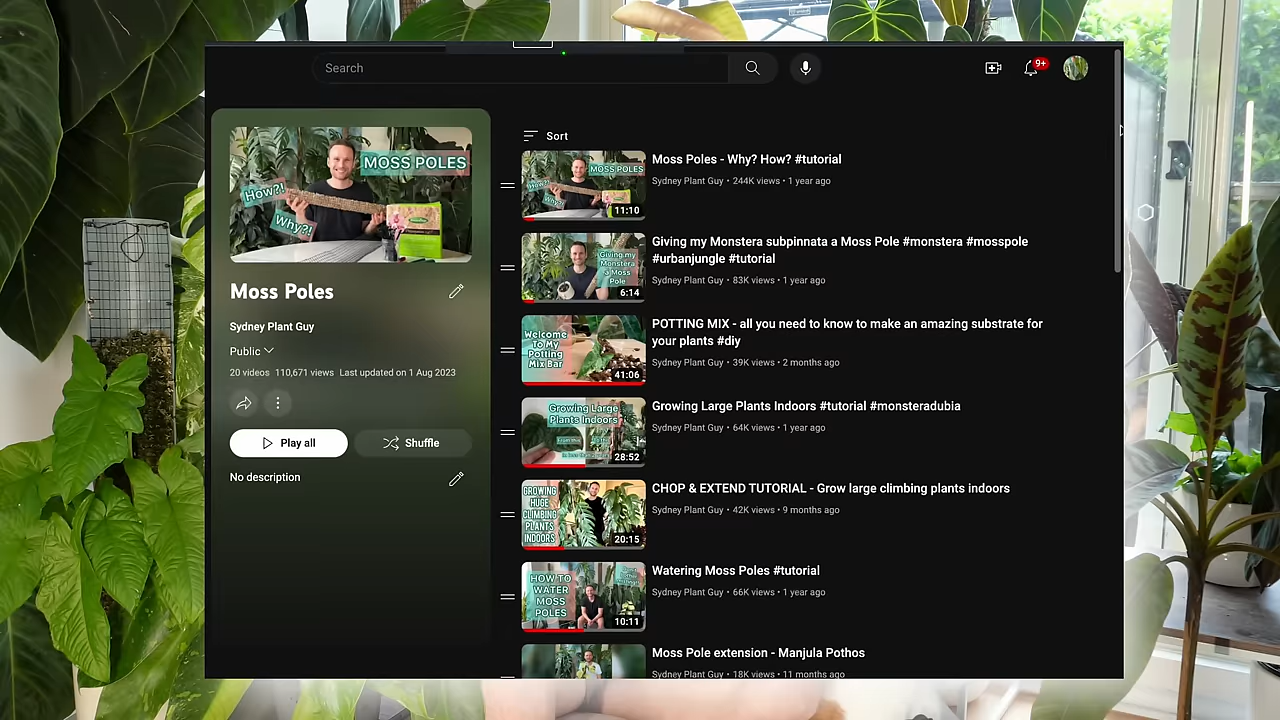 Search
9+
MOSS POLES
How?!
Why?!
Moss Poles
Sydney Plant Guy
Public
20 videos 110,671 views Last updated on 1 Aug 2023
Play all
Shuffle
No description
Sort
MOSS POLES
How?!
Why?!
11:10
Moss Poles - Why? How? #tutorial
Sydney Plant Guy • 244K views • 1 year ago
Giving my
Monstera
a Moss
Pole
6:14
Giving my Monstera subpinnata a Moss Pole #monstera #mosspole
#urbanjungle #tutorial
Sydney Plant Guy • 83K views • 1 year ago
Welcome
To My
Potting
Mix Bar
41:06
POTTING MIX - all you need to know to make an amazing substrate for
your plants #diy
Sydney Plant Guy • 39K views • 2 months ago
Growing Large
Plants Indoors
28:52
Growing Large Plants Indoors #tutorial #monsteradubia
Sydney Plant Guy • 64K views • 1 year ago
GROWING
HUGE
CLIMBING
PLANTS
INDOORS
20:15
CHOP & EXTEND TUTORIAL - Grow large climbing plants indoors
Sydney Plant Guy • 42K views • 9 months ago
HOW TO
WATER
MOSS
POLES
10:11
Watering Moss Poles #tutorial
Sydney Plant Guy • 66K views • 1 year ago
Moss Pole extension - Manjula Pothos
Sydney Plant Guy • 18K views • 11 months ago